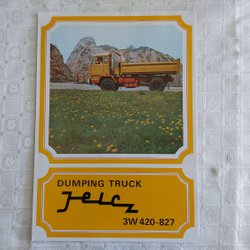 DUMPING TRUCK
Jelcz
3W 420-827